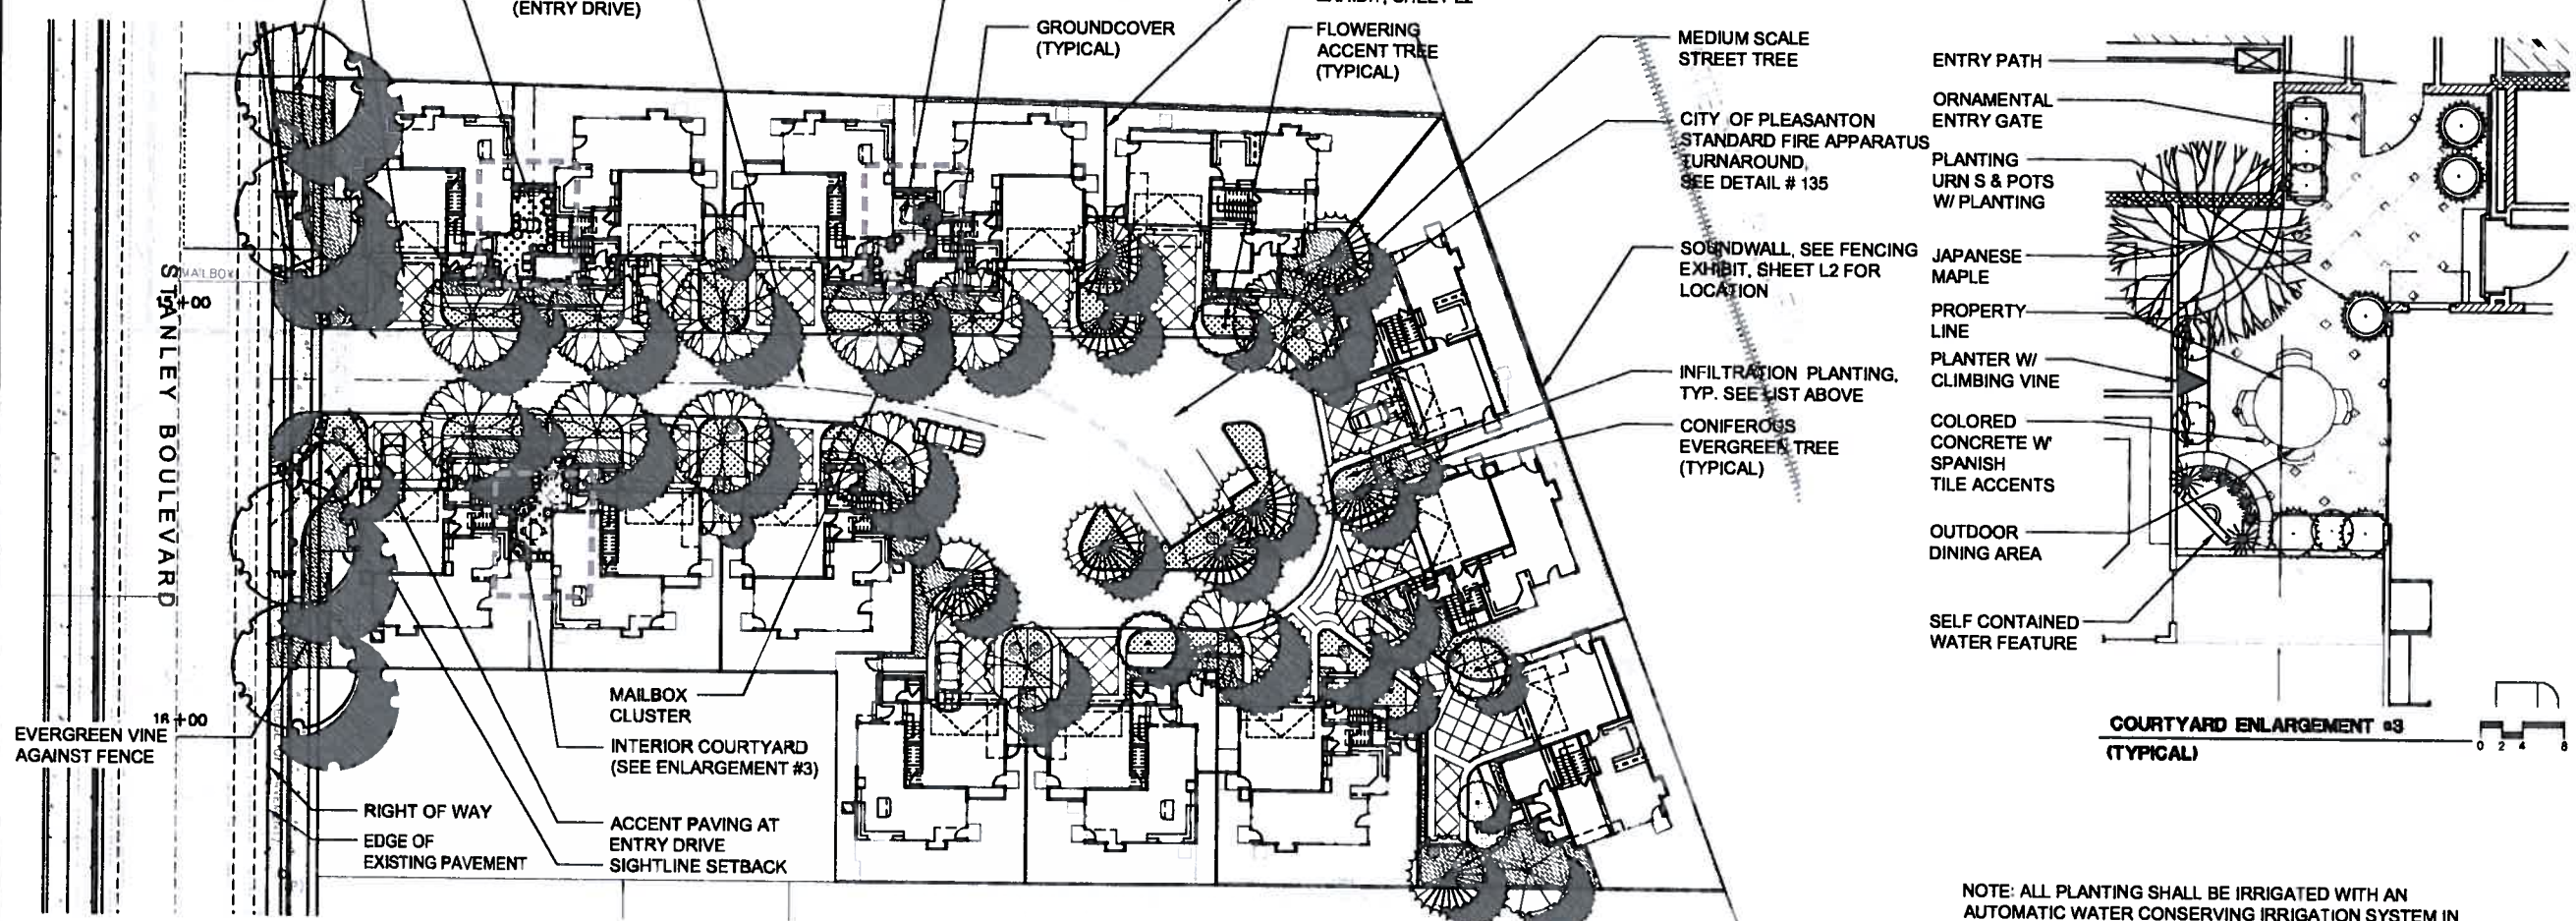 (ENTRY DRIVE)
GROUNDCOVER
(TYPICAL)
FLOWERING
ACCENT TREE
(TYPICAL)
MEDIUM SCALE
STREET TREE
CITY OF PLEASANTON
STANDARD FIRE APPARATUS
TURNAROUND,
SEE DETAIL # 135
SOUNDWALL, SEE FENCING
EXHIBIT, SHEET L2 FOR
LOCATION
INFILTRATION PLANTING,
TYP. SEE LIST ABOVE
CONIFEROUS
EVERGREEN TREE
(TYPICAL)
ENTRY PATH
ORNAMENTAL
ENTRY GATE
PLANTING
URN S & POTS
W/ PLANTING
JAPANESE
MAPLE
PROPERTY
LINE
PLANTER W/
CLIMBING VINE
COLORED
CONCRETE W'
SPANISH
TILE ACCENTS
OUTDOOR
DINING AREA
SELF CONTAINED
WATER FEATURE
COURTYARD ENLARGEMENT #3
(TYPICAL)
0 2 4 8
MAILBOX
15+00
STANLEY BOULEVARD
16+00
EVERGREEN VINE
AGAINST FENCE
RIGHT OF WAY
EDGE OF
EXISTING PAVEMENT
MAILBOX
CLUSTER
INTERIOR COURTYARD
(SEE ENLARGEMENT #3)
ACCENT PAVING AT
ENTRY DRIVE
SIGHTLINE SETBACK
NOTE: ALL PLANTING SHALL BE IRRIGATED WITH AN
AUTOMATIC WATER CONSERVING IRRIGATION SYSTEM IN